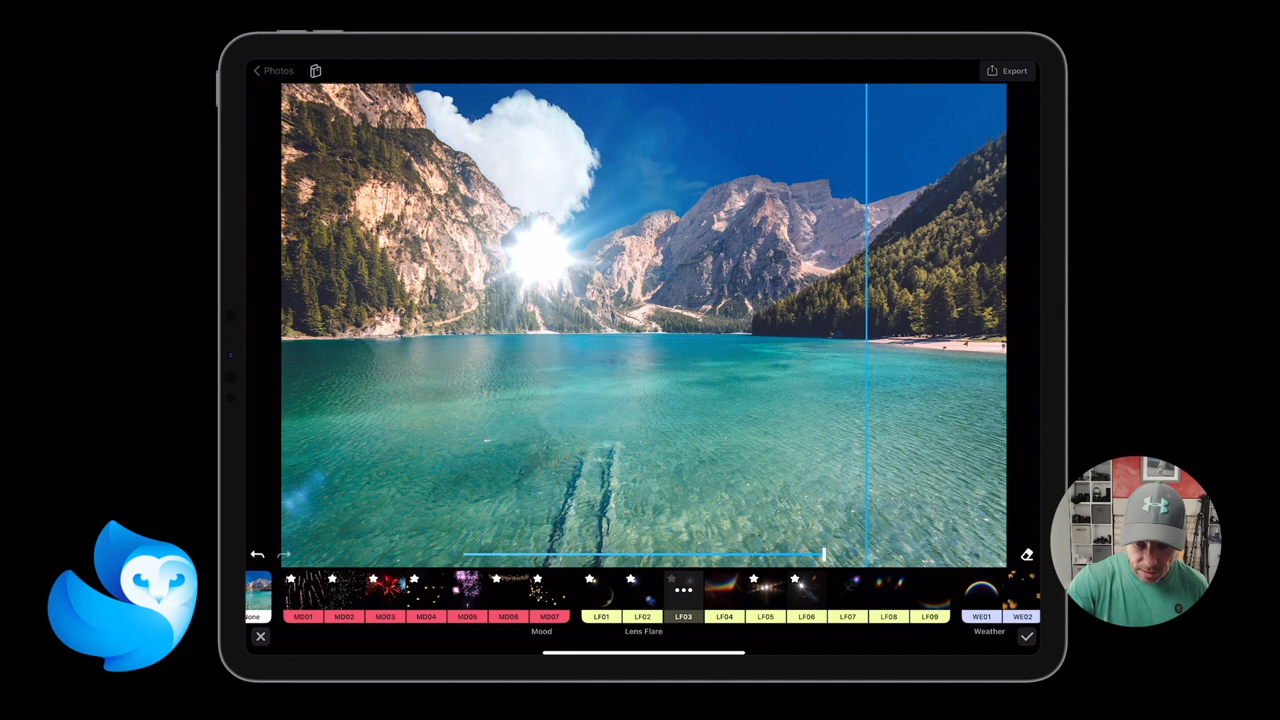 Photos
Export
None MD01 MD02 MD03 MD04 MD05 MD06 MD07 LF01 LF02 LF03 LF04 LF05 LF06 LF07 LF08 LF09 WE01 WE02
Mood Lens Flare Weather